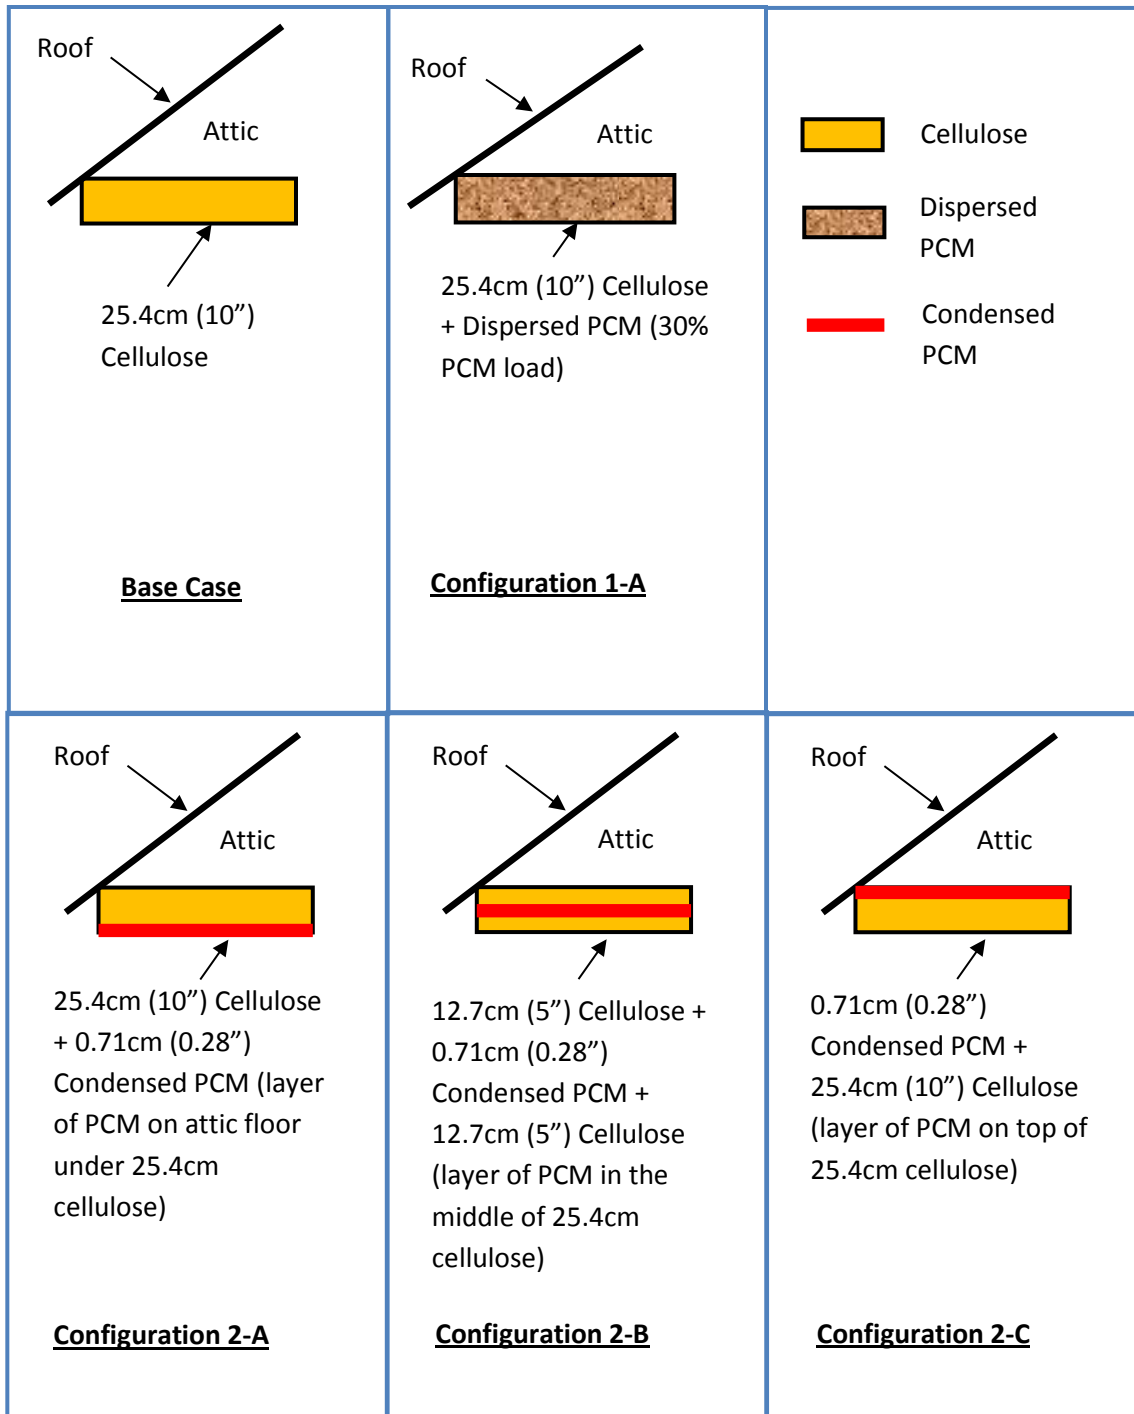 Roof
Attic
25.4cm (10”)
Cellulose
Base Case
Roof
Attic
25.4cm (10”) Cellulose
+ Dispersed PCM (30%
PCM load)
Configuration 1-A
Cellulose
Dispersed
PCM
Condensed
PCM
Roof
Attic
25.4cm (10”) Cellulose
+ 0.71cm (0.28”)
Condensed PCM (layer
of PCM on attic floor
under 25.4cm
cellulose)
Configuration 2-A
Roof
Attic
12.7cm (5”) Cellulose +
0.71cm (0.28”)
Condensed PCM +
12.7cm (5”) Cellulose
(layer of PCM in the
middle of 25.4cm
cellulose)
Configuration 2-B
Roof
Attic
0.71cm (0.28”)
Condensed PCM +
25.4cm (10”) Cellulose
(layer of PCM on top of
25.4cm cellulose)
Configuration 2-C